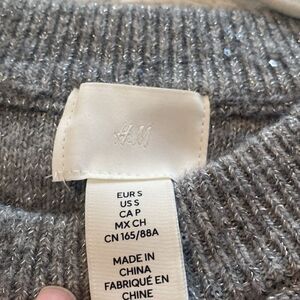 H&M
EUR S
US S
CA P
MX CH
CN 165/88A
MADE IN
CHINA
FABRIQUÉ EN
CHINE